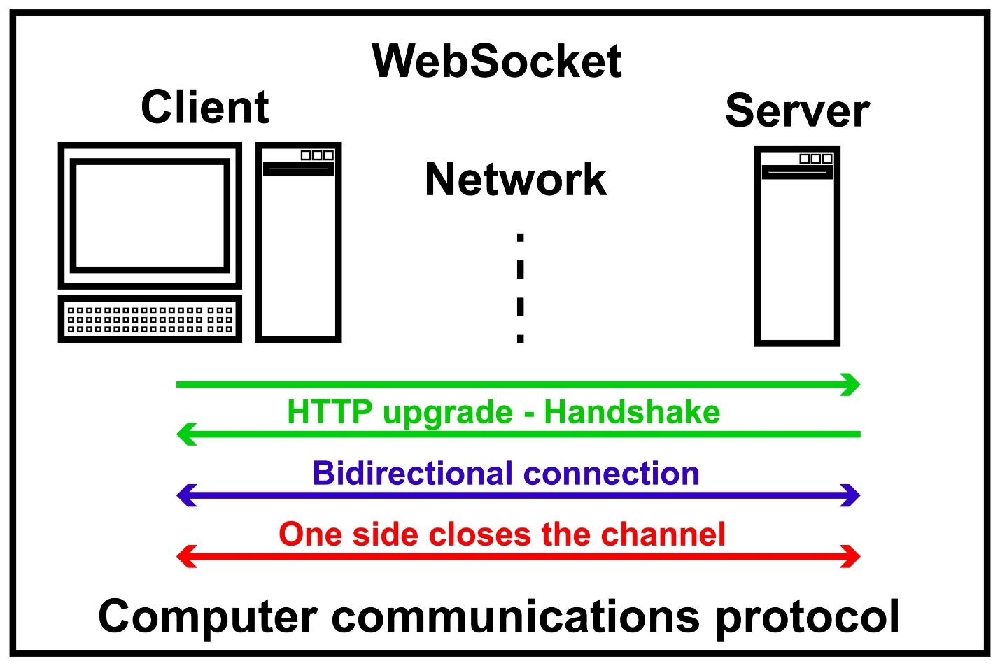 WebSocket
Client
Server
Network
HTTP upgrade - Handshake
Bidirectional connection
One side closes the channel
Computer communications protocol